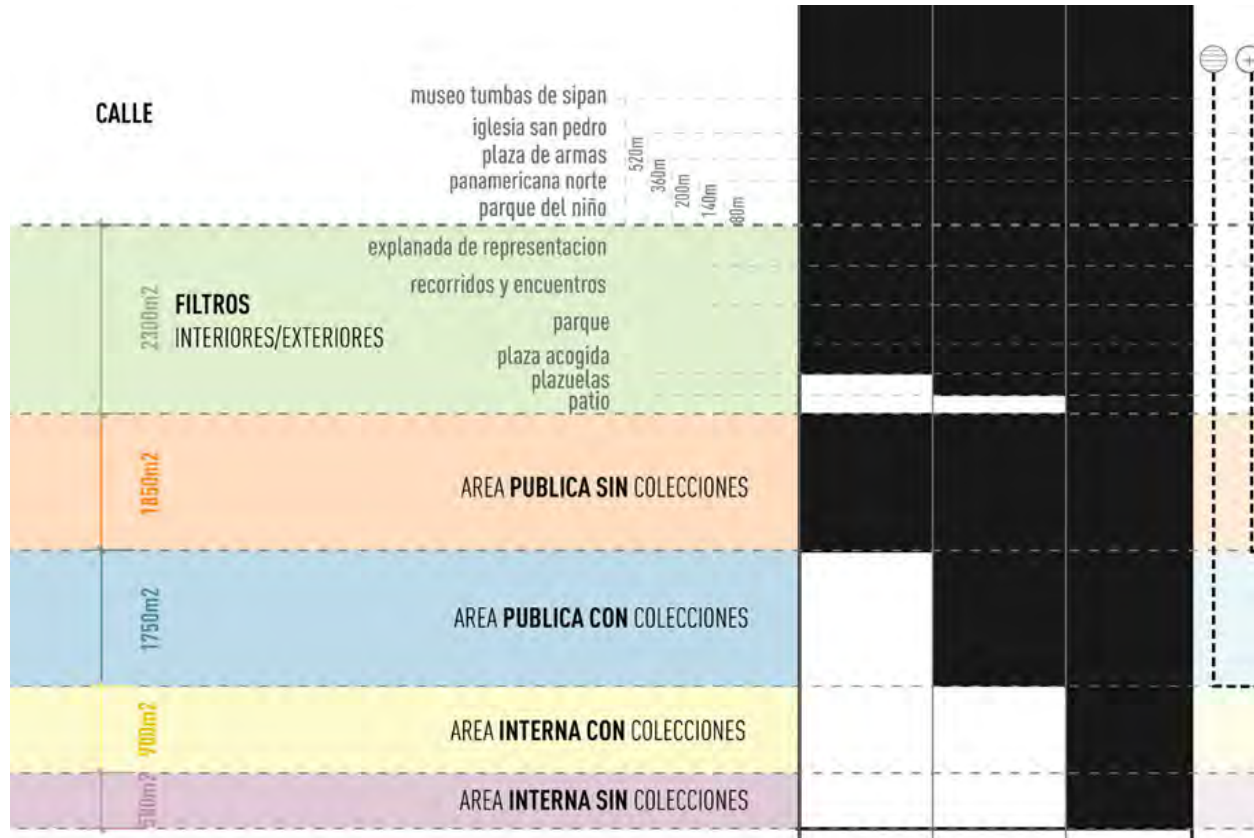 CALLE
museo tumbas de sipan
iglesia san pedro
plaza de armas
panamericana norte
parque del niño
520m
360m
200m
140m
80m
2300m2
FILTROS
INTERIORES/EXTERIORES
explanada de representacion
recorridos y encuentros
parque
plaza acogida
plazuelas
patio
1850m2
AREA PUBLICA SIN COLECCIONES
1750m2
AREA PUBLICA CON COLECCIONES
900m2
AREA INTERNA CON COLECCIONES
500m2
AREA INTERNA SIN COLECCIONES